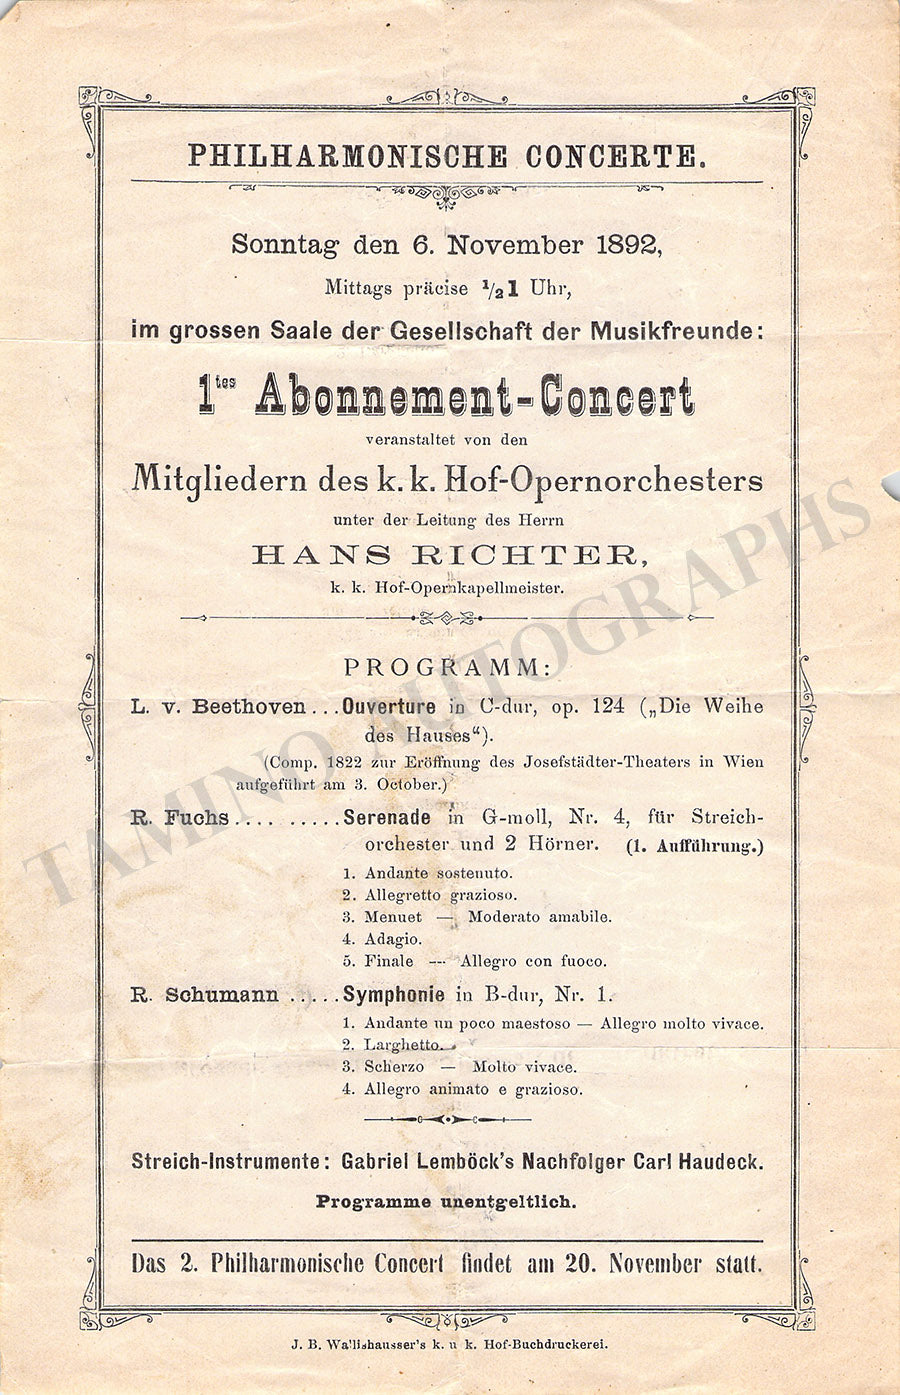 PHILHARMONISCHE CONCERTE.
Sonntag den 6. November 1892,
Mittags präcise ½1 Uhr,
im grossen Saale der Gesellschaft der Musikfreunde:
1tes Abonnement-Concert
veranstaltet von den
Mitgliedern des k. k. Hof-Opernorchesters
unter der Leitung des Herrn
HANS RICHTER,
k. k. Hof-Opernkapellmeister.
PROGRAMM:
L. v. Beethoven ... Ouverture in C-dur, op. 124 („Die Weihe
des Hauses“).
(Comp. 1822 zur Eröffnung des Josefstädter-Theaters in Wien
aufgeführt am 3. October.)
R. Fuchs .... ..... Serenade in G-moll, Nr. 4, für Streich-
orchester und 2 Hörner. (1. Aufführung.)
1. Andante sostenuto.
2. Allegretto grazioso.
3. Menuet — Moderato amabile.
4. Adagio.
5. Finale — Allegro con fuoco.
R. Schumann ..... Symphonie in B-dur, Nr. 1.
1. Andante un poco maestoso — Allegro molto vivace.
2. Larghetto.
3. Scherzo — Molto vivace.
4. Allegro animato e grazioso.
Streich-Instrumente: Gabriel Lemböck's Nachfolger Carl Haudeck.
Programme unentgeltlich.
Das 2. Philharmonische Concert findet am 20. November statt.
J. B. Wallishausser's k. u k. Hof-Buchdruckerei.
TAMINO AUTOGRAPHS